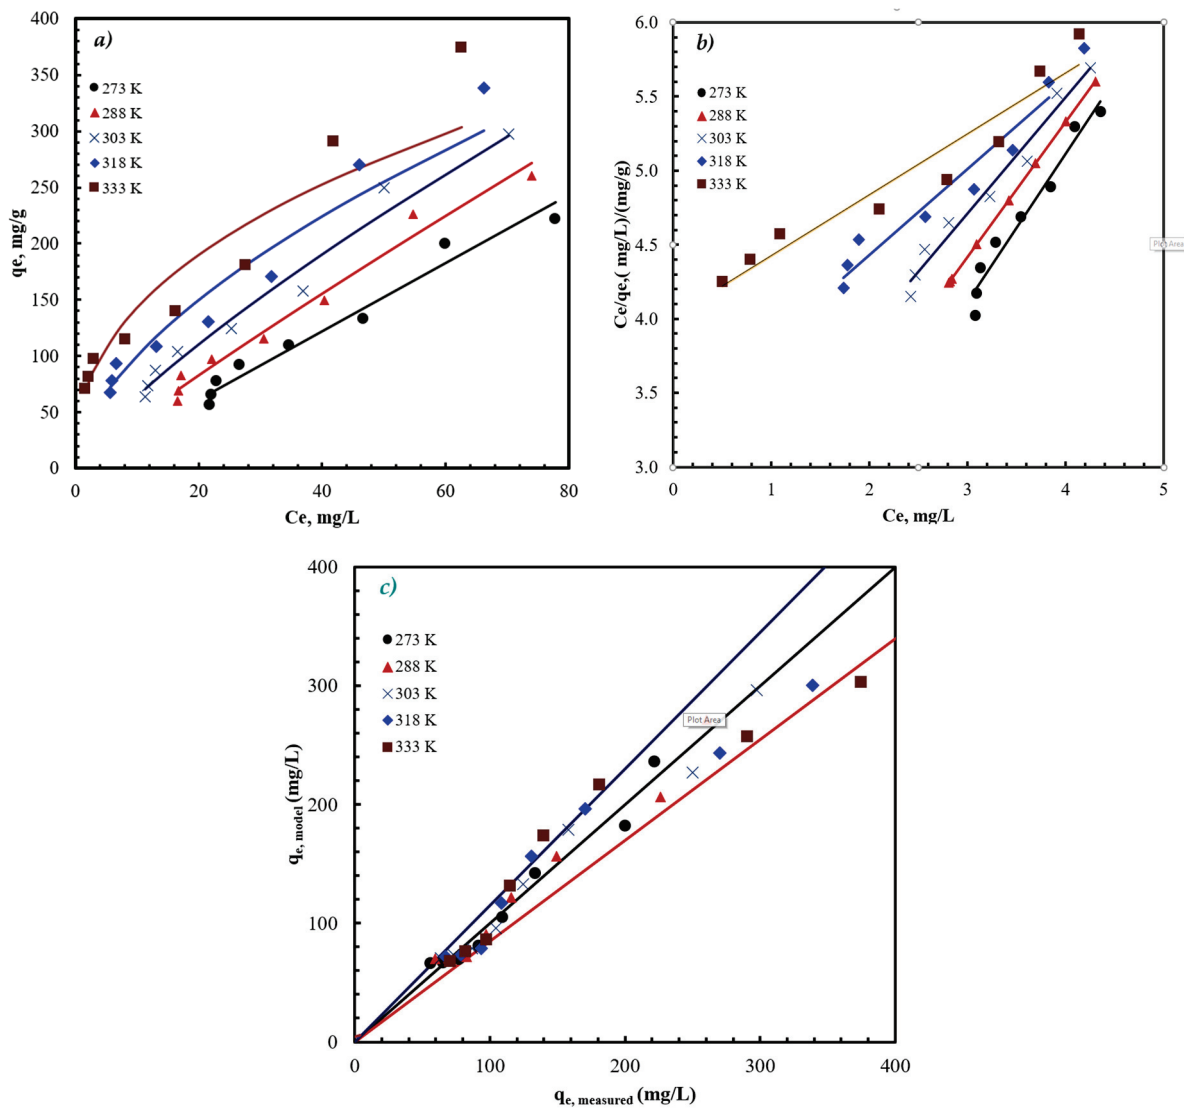 a)
400
350
300
250
200
150
100
50
0
qe, mg/g
273 K
288 K
303 K
318 K
333 K
0 20 40 60 80
Ce, mg/L
b)
6.0
5.5
5.0
4.5
4.0
3.5
3.0
Ce/qe,( mg/L)/(mg/g)
273 K
288 K
303 K
318 K
333 K
Plot Area
0 1 2 3 4 5
Ce, mg/L
c)
400
300
200
100
0
qe, model (mg/L)
273 K
288 K
303 K
318 K
333 K
Plot Area
0 100 200 300 400
qe, measured (mg/L)